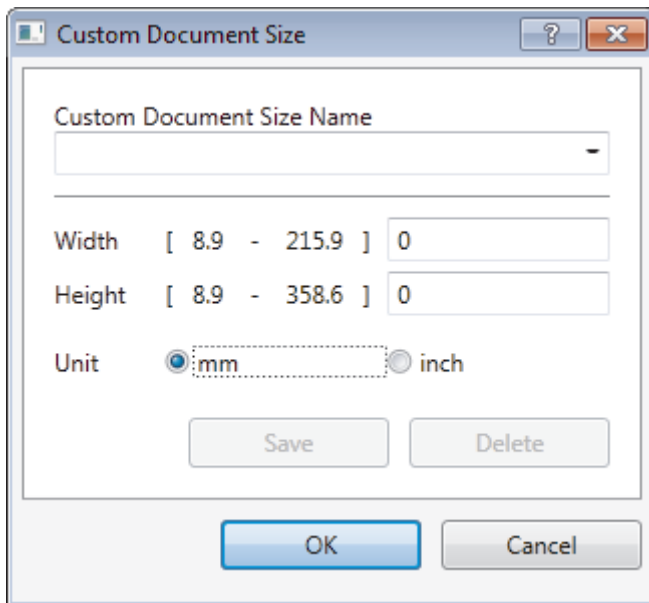 Custom Document Size
?
Custom Document Size Name
Width [ 8.9 - 215.9 ] 0
Height [ 8.9 - 358.6 ] 0
Unit mm inch
Save Delete
OK Cancel